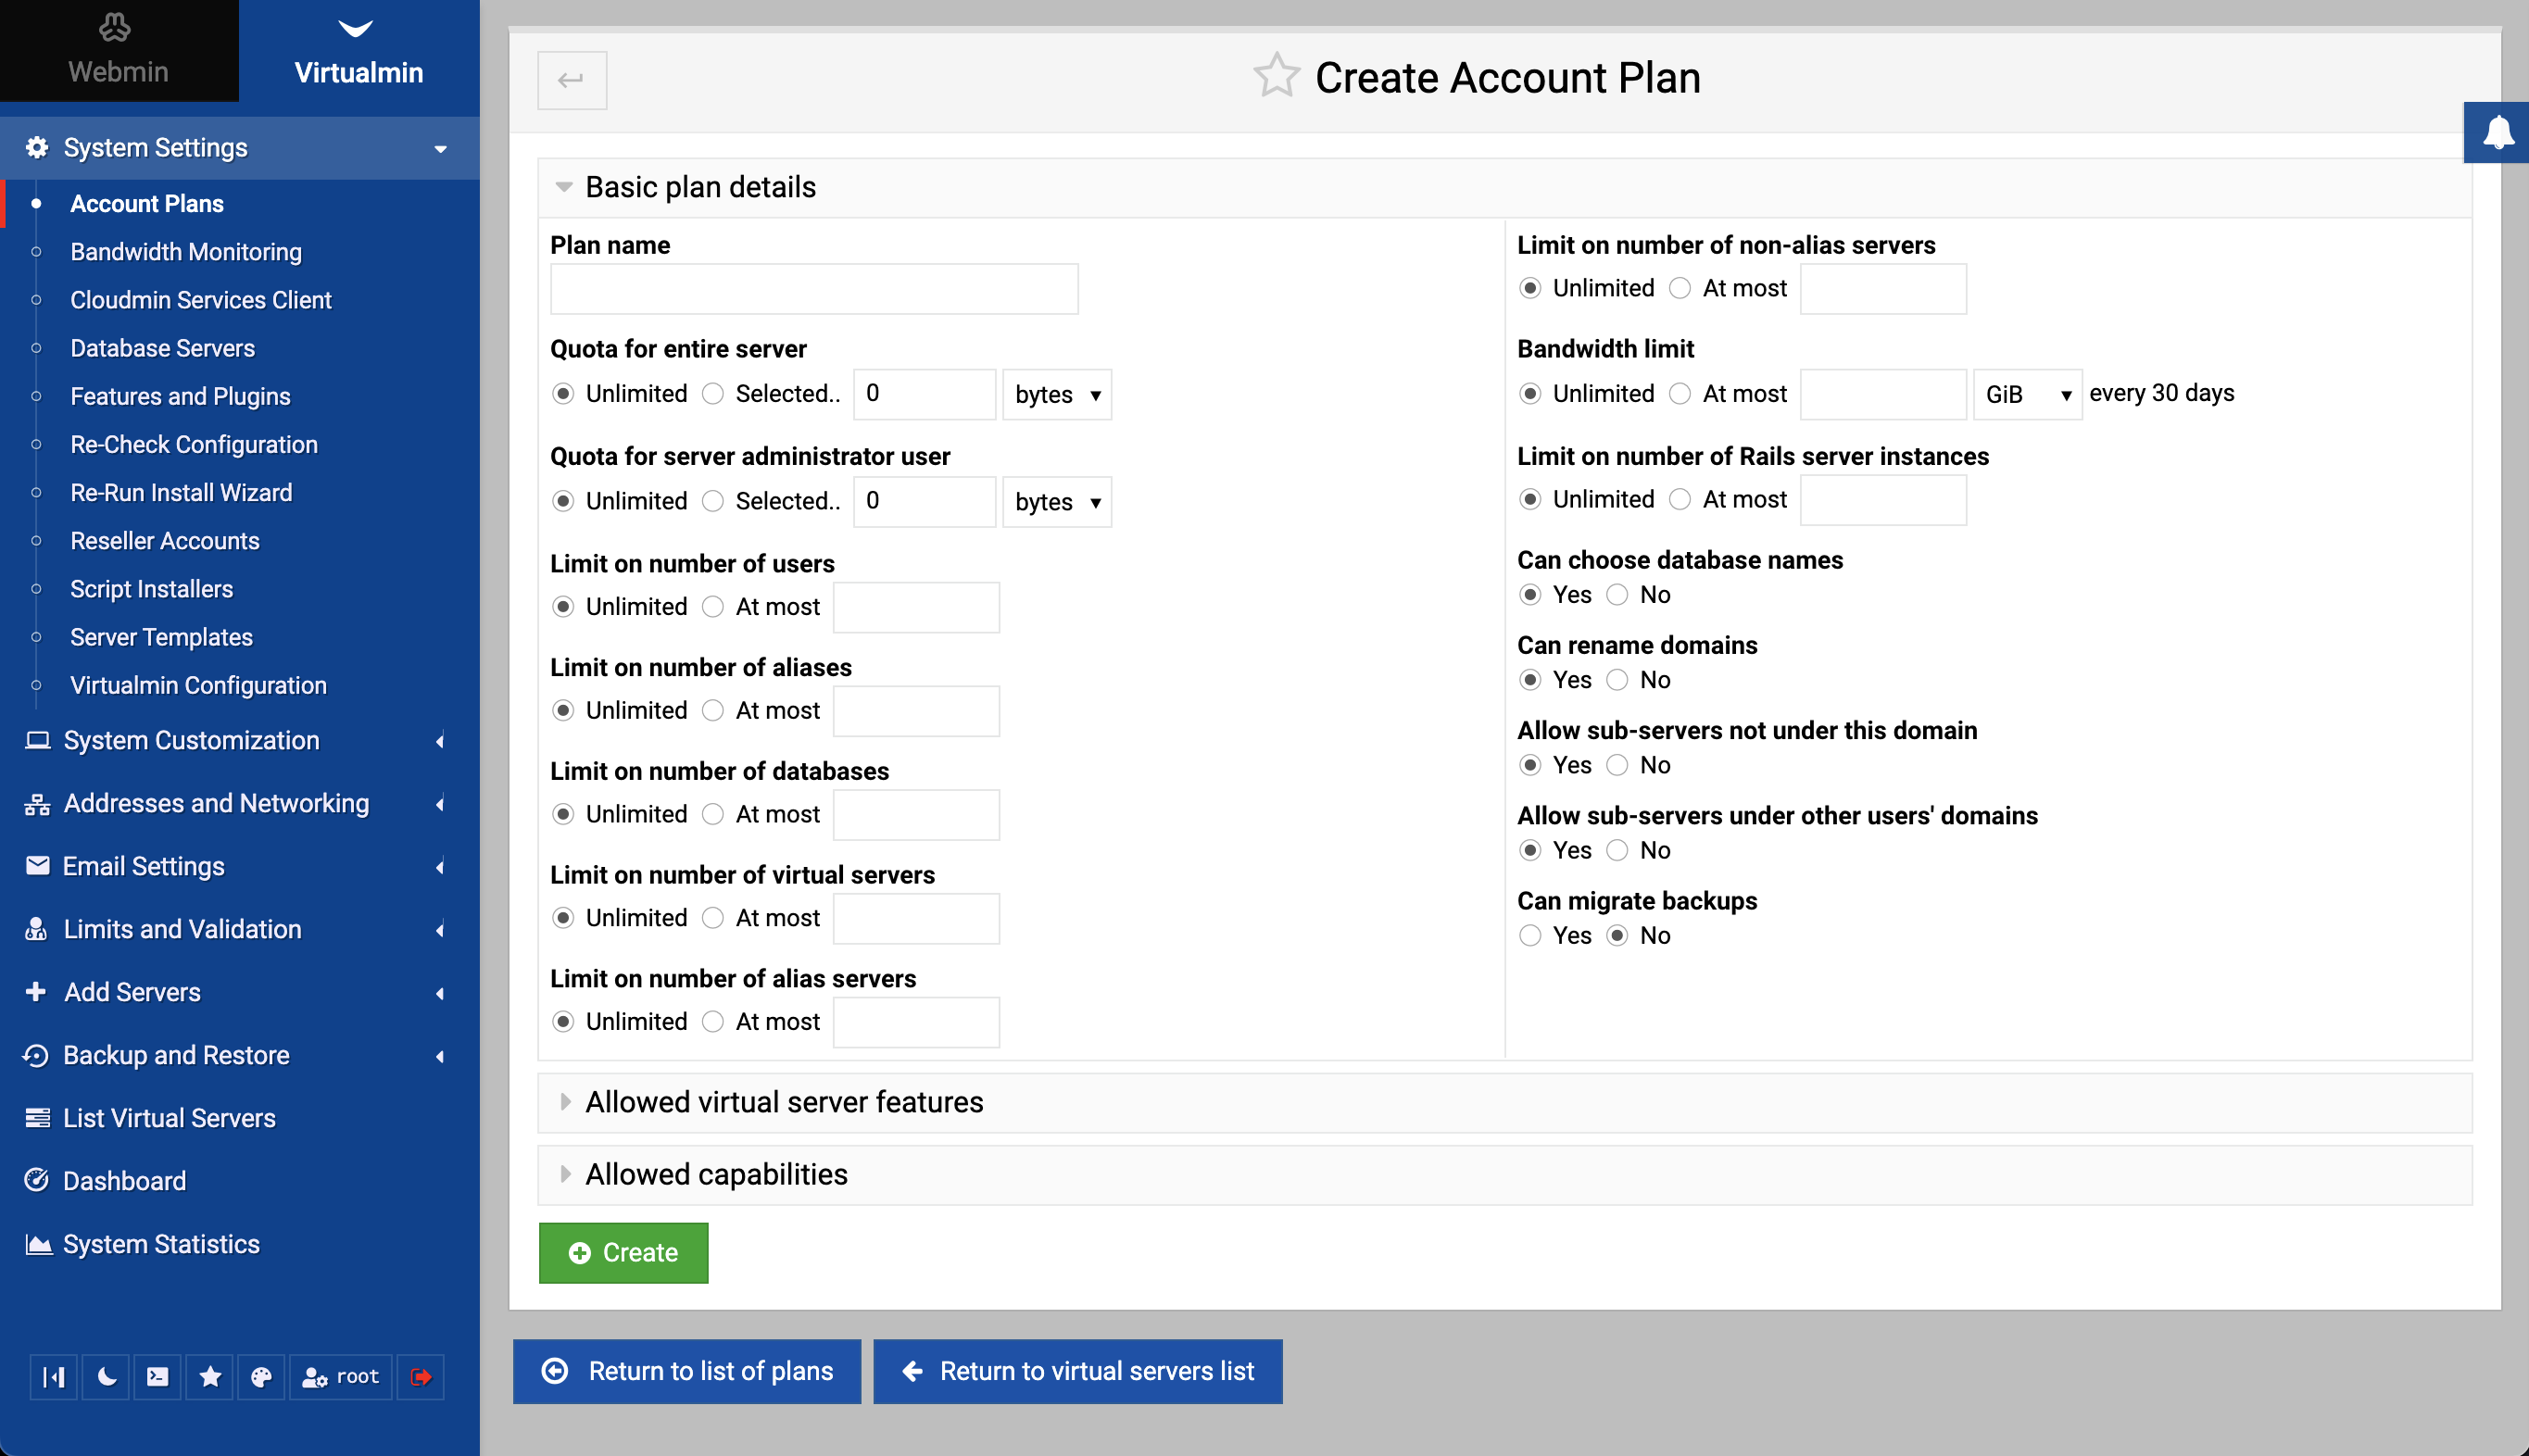 Webmin
Virtualmin
System Settings
Account Plans
Bandwidth Monitoring
Cloudmin Services Client
Database Servers
Features and Plugins
Re-Check Configuration
Re-Run Install Wizard
Reseller Accounts
Script Installers
Server Templates
Virtualmin Configuration
System Customization
Addresses and Networking
Email Settings
Limits and Validation
Add Servers
Backup and Restore
List Virtual Servers
Dashboard
System Statistics
root
Create Account Plan
Basic plan details
Plan name
Quota for entire server
Unlimited Selected.. 0 bytes
Quota for server administrator user
Unlimited Selected.. 0 bytes
Limit on number of users
Unlimited At most
Limit on number of aliases
Unlimited At most
Limit on number of databases
Unlimited At most
Limit on number of virtual servers
Unlimited At most
Limit on number of alias servers
Unlimited At most
Limit on number of non-alias servers
Unlimited At most
Bandwidth limit
Unlimited At most GiB every 30 days
Limit on number of Rails server instances
Unlimited At most
Can choose database names
Yes No
Can rename domains
Yes No
Allow sub-servers not under this domain
Yes No
Allow sub-servers under other users' domains
Yes No
Can migrate backups
Yes No
Allowed virtual server features
Allowed capabilities
Create
Return to list of plans
Return to virtual servers list